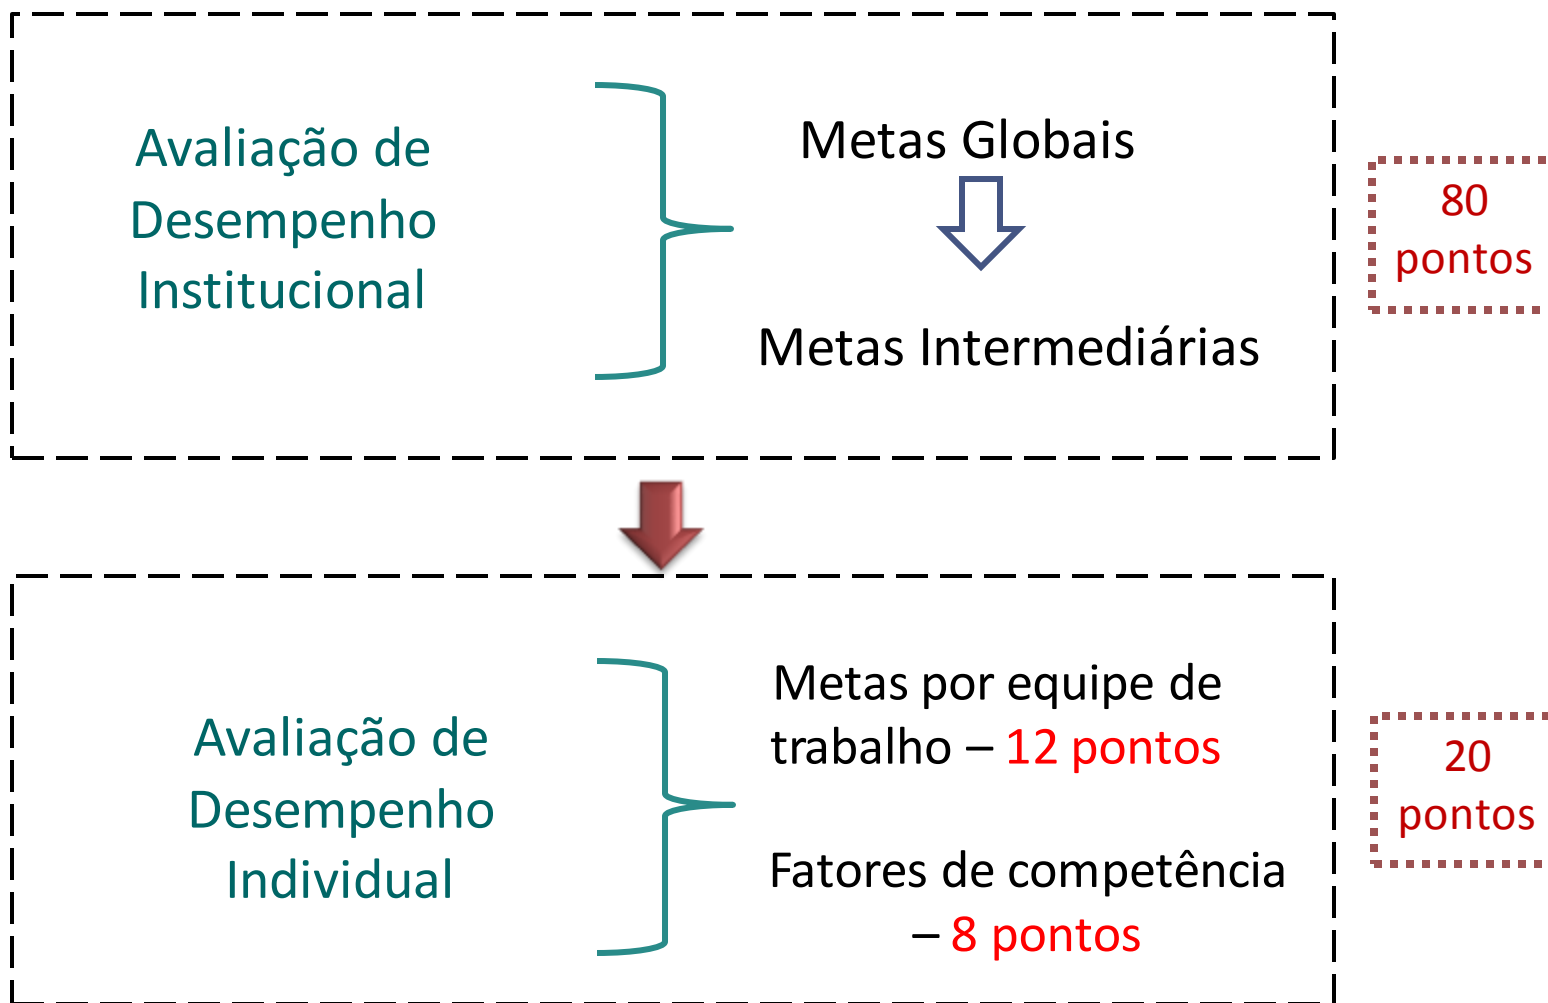 Avaliação de
Desempenho
Institucional
Metas Globais
Metas Intermediárias
80
pontos
Avaliação de
Desempenho
Individual
Metas por equipe de
trabalho – 12 pontos
Fatores de competência
– 8 pontos
20
pontos